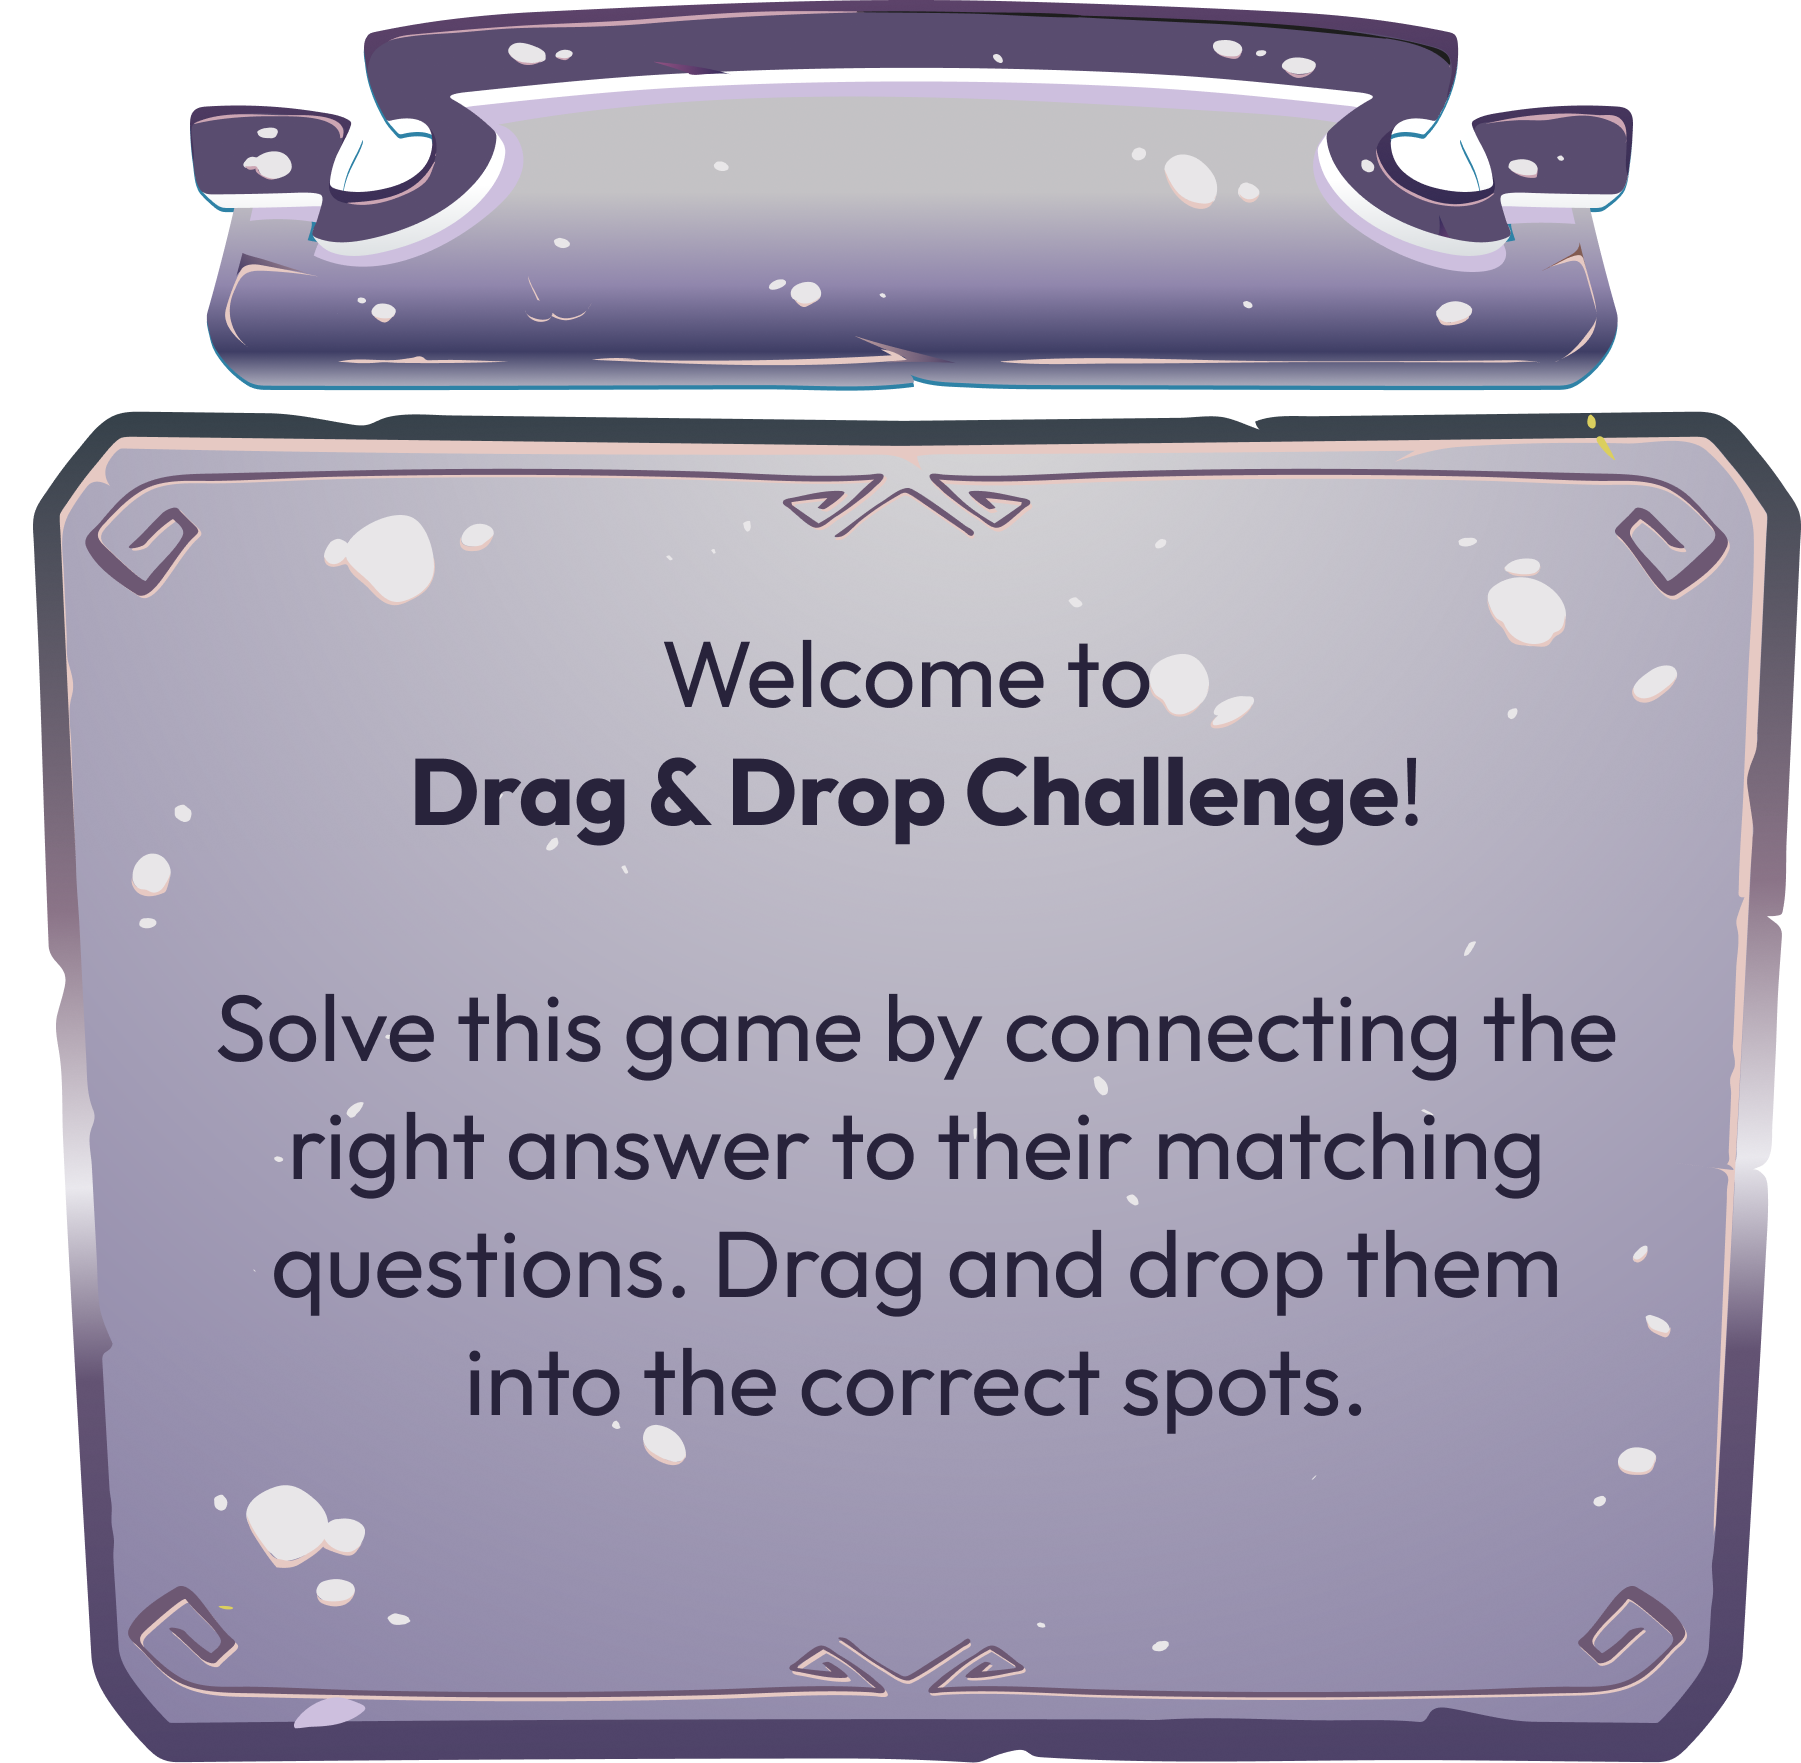 Welcome to
Drag & Drop Challenge!
Solve this game by connecting the
right answer to their matching
questions. Drag and drop them
into the correct spots.